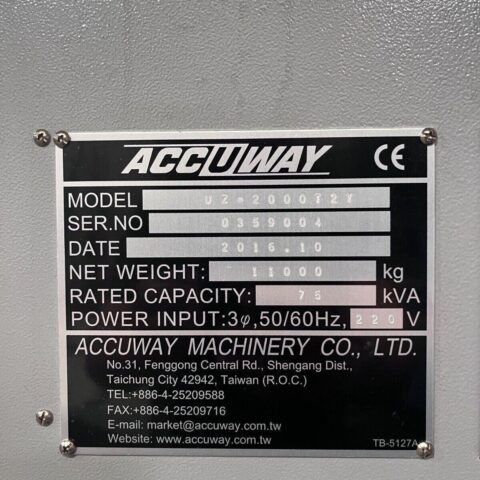 ACCUWAY CE
MODEL
SER.NO 0359004
DATE 2016.10
NET WEIGHT: 11000 kg
RATED CAPACITY: 75 kVA
POWER INPUT:3φ,50/60Hz, 220 V
ACCUWAY MACHINERY CO., LTD.
No.31, Fenggong Central Rd., Shengang Dist.,
Taichung City 42942, Taiwan (R.O.C.)
TEL:+886-4-25209588
FAX:+886-4-25209716
E-mail: market@accuway.com.tw
Website: www.accuway.com.tw
TB-5127A